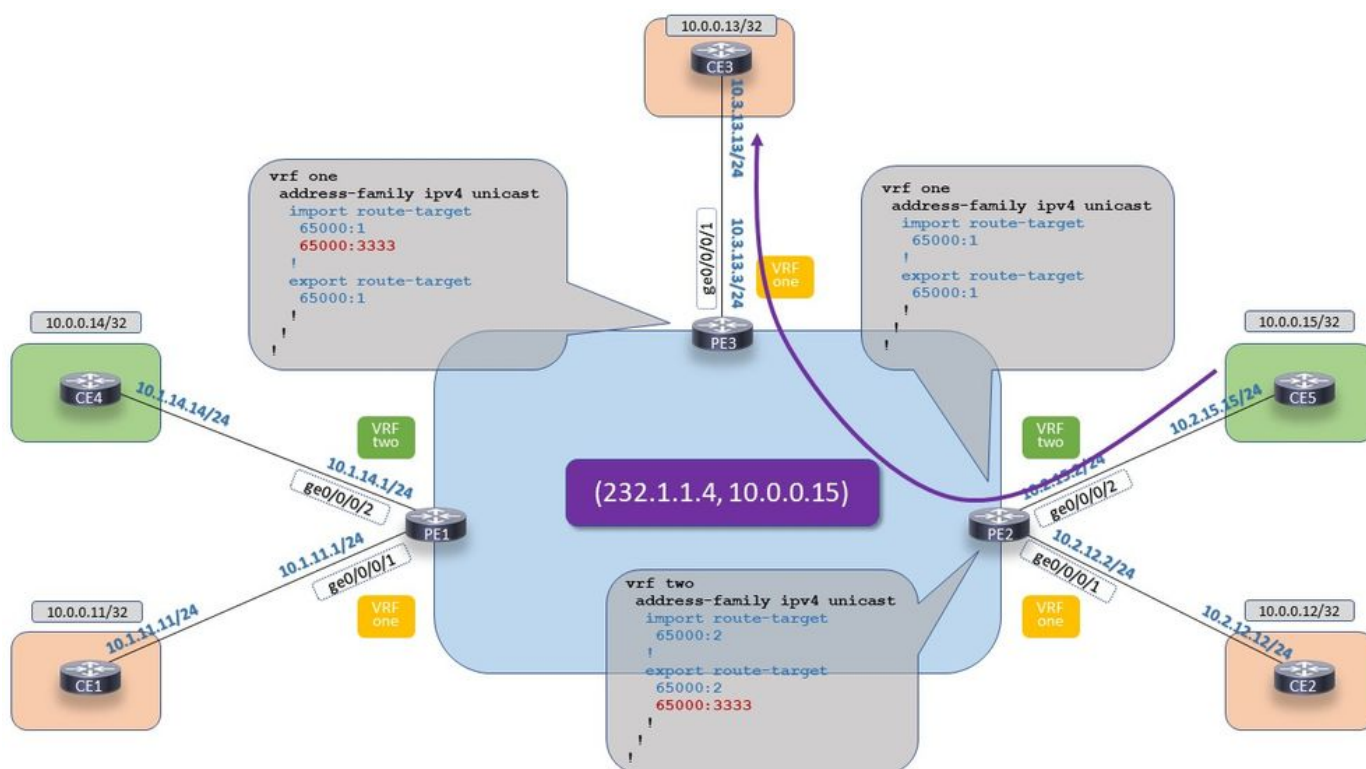 10.0.0.13/32
CE3
10.3.13.13/24
vrf one
address-family ipv4 unicast
import route-target
65000:1
65000:3333
!
export route-target
65000:1
!
!
!
ge0/0/0/1
10.3.13.3/24
VRF
one
PE3
vrf one
address-family ipv4 unicast
import route-target
65000:1
!
export route-target
65000:1
!
!
!
10.0.0.14/32
CE4
10.1.14.14/24
VRF
two
10.1.14.1/24
ge0/0/0/2
PE1
10.1.11.1/24
ge0/0/0/1
VRF
one
10.0.0.11/32
10.1.11.11/24
CE1
(232.1.1.4, 10.0.0.15)
10.0.0.15/32
CE5
10.2.15.15/24
VRF
two
10.2.15.2/24
ge0/0/0/2
PE2
10.2.12.2/24
ge0/0/0/1
VRF
one
10.0.0.12/32
10.2.12.12/24
CE2
vrf two
address-family ipv4 unicast
import route-target
65000:2
!
export route-target
65000:2
65000:3333
!
!
!